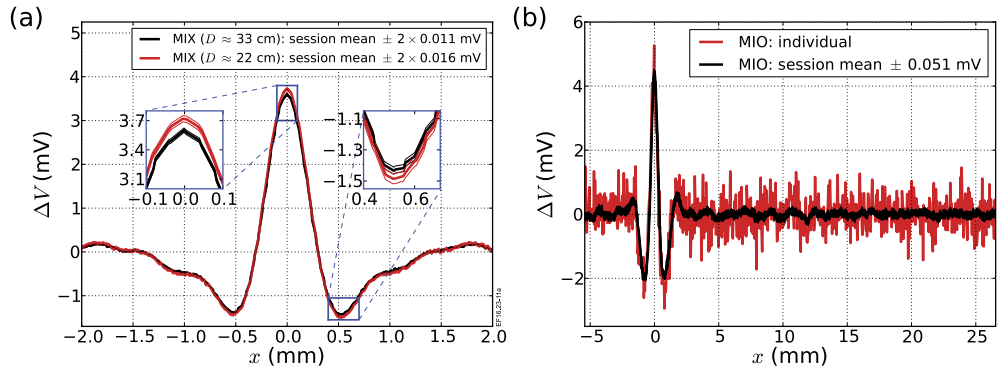 (a)
MIX (D ≈ 33 cm): session mean ± 2 × 0.011 mV
MIX (D ≈ 22 cm): session mean ± 2 × 0.016 mV
5
4
3
2
1
0
−1
ΔV (mV)
3.7
3.4
3.1
−0.1 0.0 0.1
−1.1
−1.3
−1.5
0.4 0.6
−2.0 −1.5 −1.0 −0.5 0.0 0.5 1.0 1.5 2.0
x (mm)
EF16,23-11a
(b)
MIO: individual
MIO: session mean ± 0.051 mV
6
4
2
0
−2
ΔV (mV)
−5 0 5 10 15 20 25
x (mm)